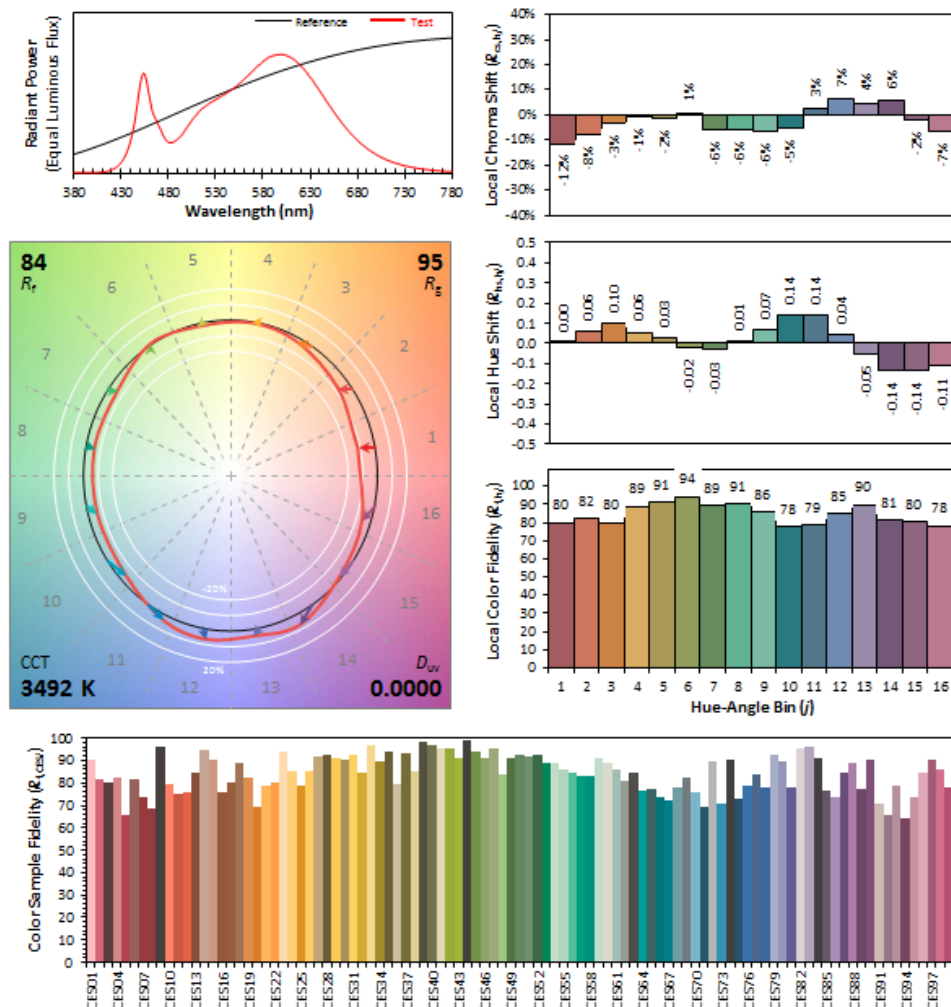 Reference Test
Radiant Power
(Equal Luminous Flux)
380 430 480 530 580 630 680 730 780
Wavelength (nm)
Local Chroma Shift (Rcs,hj)
40%
30%
20%
10%
0%
-10%
-20%
-30%
-40%
-12% -8% -3% -1% -2% 1% -6% -6% -6% -5% 3% 7% 4% 6% -2% -7%
84
Rf
95
Rg
5 4
6 3
7 2
8 1
9 16
10 15
11 14
12 13
-20%
20%
CCT
3492 K
Duv
0.0000
Local Hue Shift (Rhs,hj)
0.5
0.4
0.3
0.2
0.1
0.0
-0.1
-0.2
-0.3
-0.4
-0.5
0.00 0.06 0.10 0.06 0.03 -0.02 -0.03 0.01 0.07 0.14 0.14 0.04 -0.05 -0.14 -0.14 -0.11
Local Color Fidelity (Rf,hj)
100
90
80
70
60
50
40
30
20
10
0
80 82 80 89 91 94 89 91 86 78 79 85 90 81 80 78
1 2 3 4 5 6 7 8 9 10 11 12 13 14 15 16
Hue-Angle Bin (j)
Color Sample Fidelity (Rf,CESi)
100
90
80
70
60
50
40
30
20
10
0
CES01 CES04 CES07 CES10 CES13 CES16 CES19 CES22 CES25 CES28 CES31 CES34 CES37 CES40 CES43 CES46 CES49 CES52 CES55 CES58 CES61 CES64 CES67 CES70 CES73 CES76 CES79 CES82 CES85 CES88 CES91 CES94 CES97